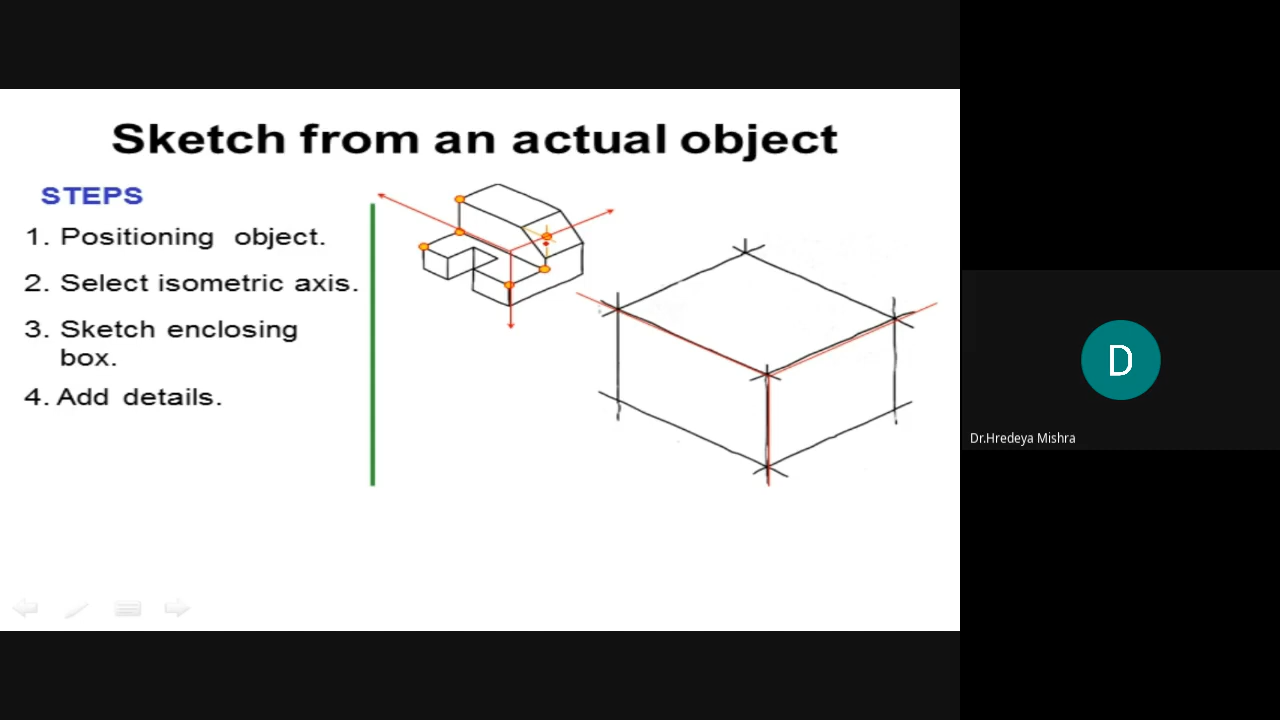 Sketch from an actual object
STEPS
1. Positioning object.
2. Select isometric axis.
3. Sketch enclosing
box.
4. Add details.
D
Dr.Hredeya Mishra